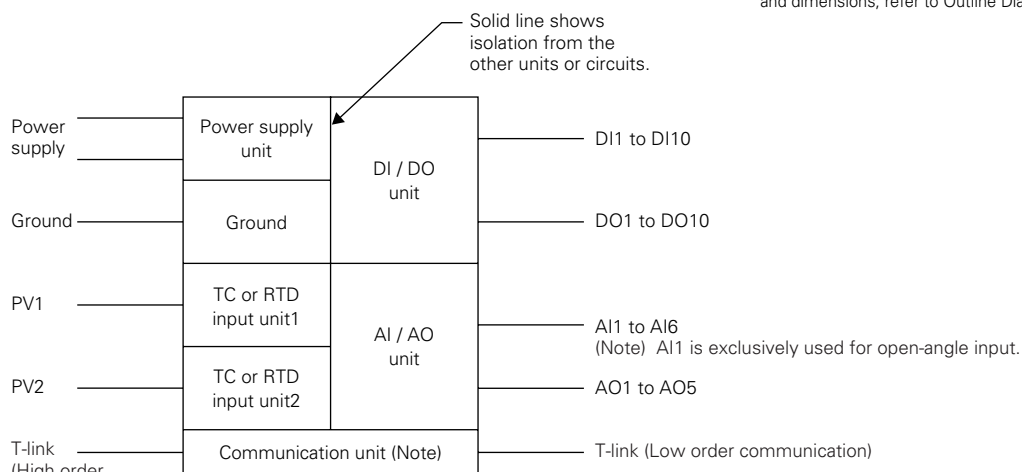 and dimensions, refer to Outline Dia
Solid line shows
isolation from the
other units or circuits.
Power
supply
Power supply
unit
DI / DO
unit
DI1 to DI10
Ground
Ground
DO1 to DO10
PV1
TC or RTD
input unit1
AI / AO
unit
AI1 to AI6
(Note) AI1 is exclusively used for open-angle input.
PV2
TC or RTD
input unit2
AO1 to AO5
T-link
(High order
Communication unit (Note)
T-link (Low order communication)